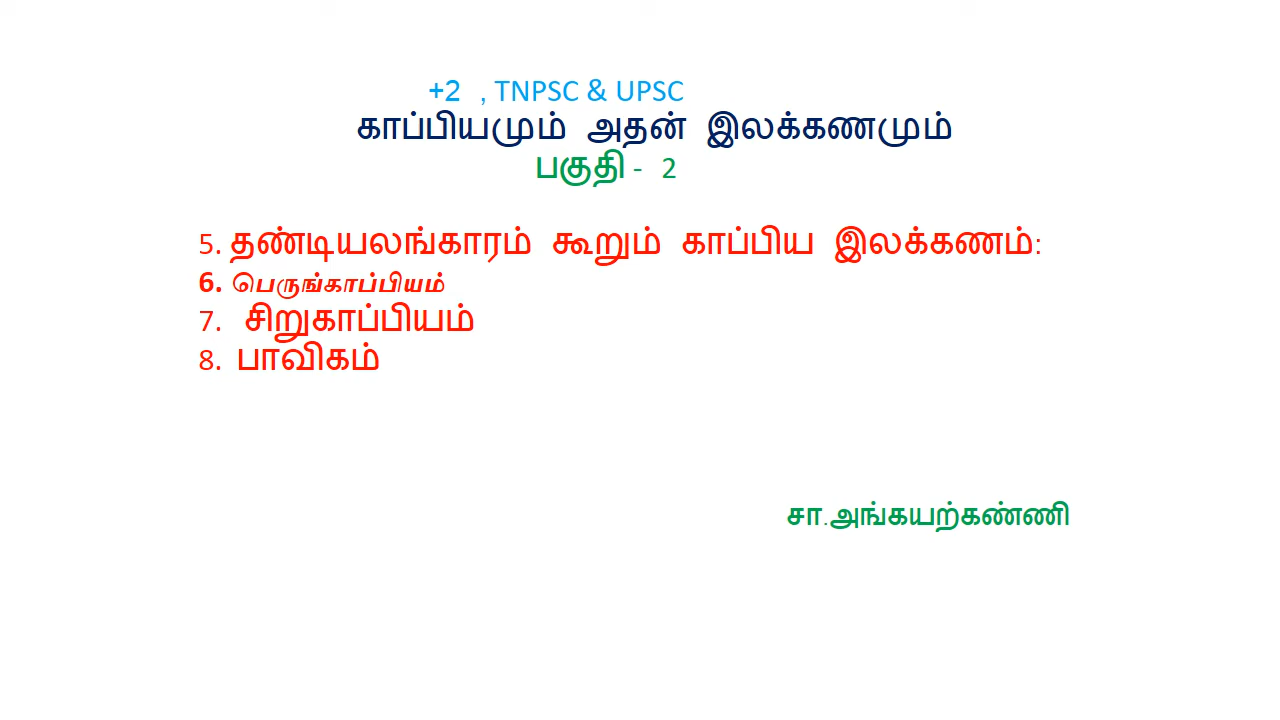 +2 , TNPSC & UPSC
காப்பியமும் அதன் இலக்கணமும்
பகுதி - 2
5. தண்டியலங்காரம் கூறும் காப்பிய இலக்கணம்:
6. பெருங்காப்பியம்
7. சிறுகாப்பியம்
8. பாவிகம்
சா.அங்கயற்கண்ணி